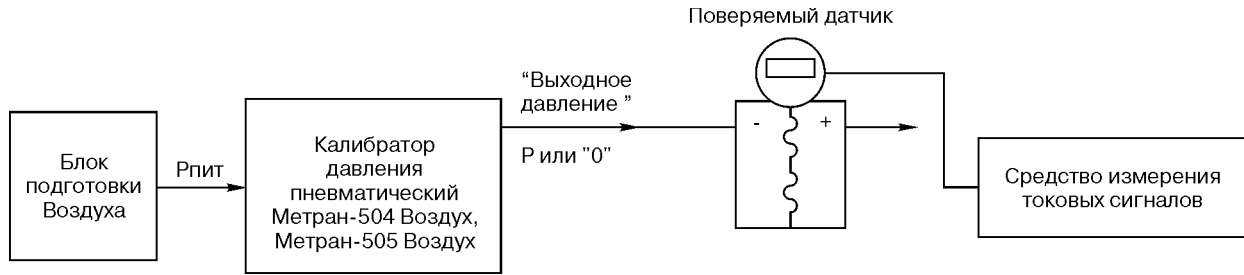 Поверяемый датчик
“Выходное
давление ”
Р или "0"
Блок
подготовки
Воздуха
Рпит
Калибратор
давления
пневматический
Метран-504 Воздух,
Метран-505 Воздух
- +
Средство измерения
токовых сигналов